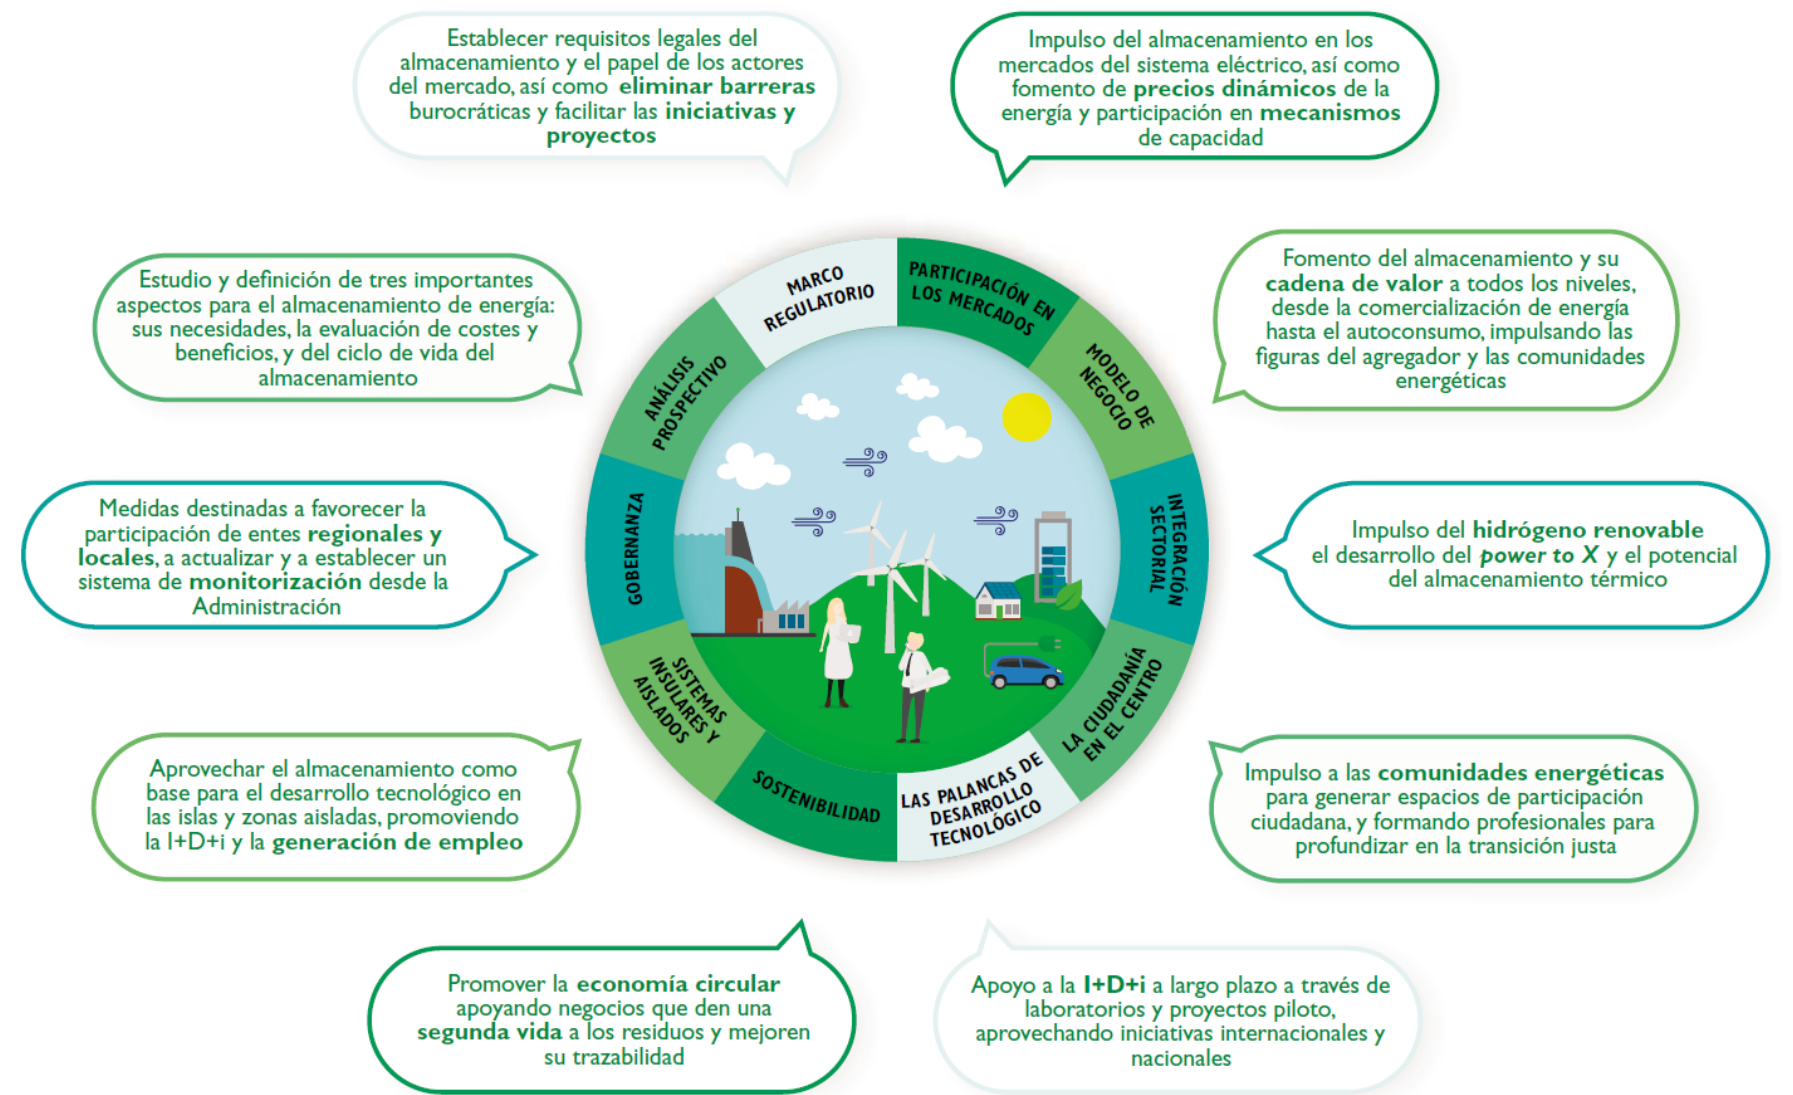 Establecer requisitos legales del
almacenamiento y el papel de los actores
del mercado, así como eliminar barreras
burocráticas y facilitar las iniciativas y
proyectos
Impulso del almacenamiento en los
mercados del sistema eléctrico, así como
fomento de precios dinámicos de la
energía y participación en mecanismos
de capacidad
Estudio y definición de tres importantes
aspectos para el almacenamiento de energía:
sus necesidades, la evaluación de costes y
beneficios, y del ciclo de vida del
almacenamiento
Fomento del almacenamiento y su
cadena de valor a todos los niveles,
desde la comercialización de energía
hasta el autoconsumo, impulsando las
figuras del agregador y las comunidades
energéticas
Medidas destinadas a favorecer la
participación de entes regionales y
locales, a actualizar y a establecer un
sistema de monitorización desde la
Administración
Impulso del hidrógeno renovable
el desarrollo del power to X y el potencial
del almacenamiento térmico
Aprovechar el almacenamiento como
base para el desarrollo tecnológico en
las islas y zonas aisladas, promoviendo
la I+D+i y la generación de empleo
Impulso a las comunidades energéticas
para generar espacios de participación
ciudadana, y formando profesionales para
profundizar en la transición justa
Promover la economía circular
apoyando negocios que den una
segunda vida a los residuos y mejoren
su trazabilidad
Apoyo a la I+D+i a largo plazo a través de
laboratorios y proyectos piloto,
aprovechando iniciativas internacionales y
nacionales
MARCO
REGULATORIO
PARTICIPACIÓN EN
LOS MERCADOS
MODELO DE
NEGOCIO
INTEGRACIÓN
SECTORIAL
LA CIUDADANÍA
EN EL CENTRO
LAS PALANCAS DE
DESARROLLO
TECNOLÓGICO
SOSTENIBILIDAD
SISTEMAS
INSULARES Y
AISLADOS
GOBERNANZA
ANÁLISIS
PROSPECTIVO